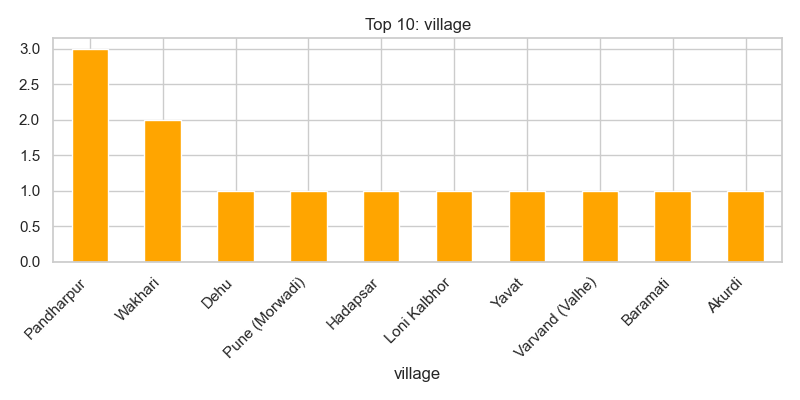 Top 10: village
3.0
2.5
2.0
1.5
1.0
0.5
0.0
Pandharpur
Wakhari
Dehu
Pune (Morwadi)
Hadapsar
Loni Kalbhor
Yavat
Varvand (Valhe)
Baramati
Akurdi
village